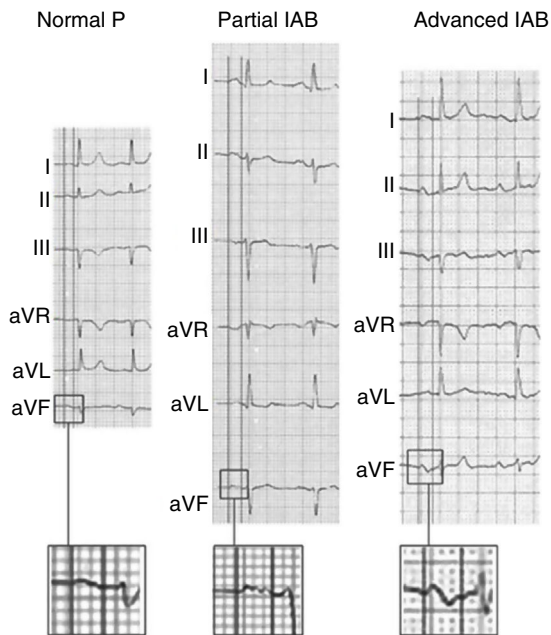 Normal P
Partial IAB
Advanced IAB
I
II
III
aVR
aVL
aVF
I
II
III
aVR
aVL
aVF
I
II
III
aVR
aVL
aVF